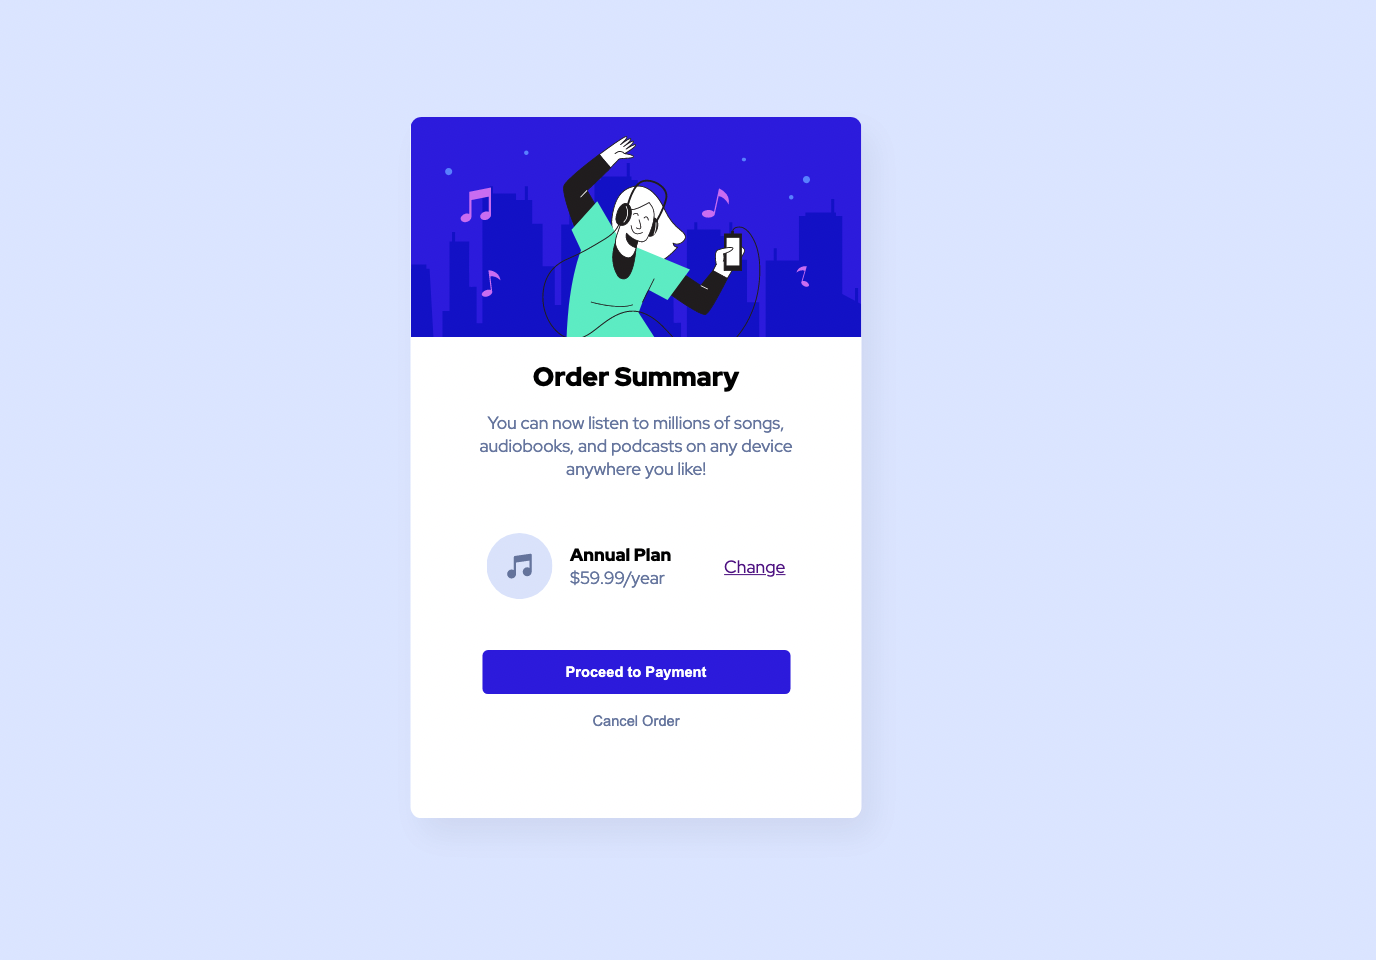 Order Summary
You can now listen to millions of songs,
audiobooks, and podcasts on any device
anywhere you like!
Annual Plan
$59.99/year
Change
Proceed to Payment
Cancel Order